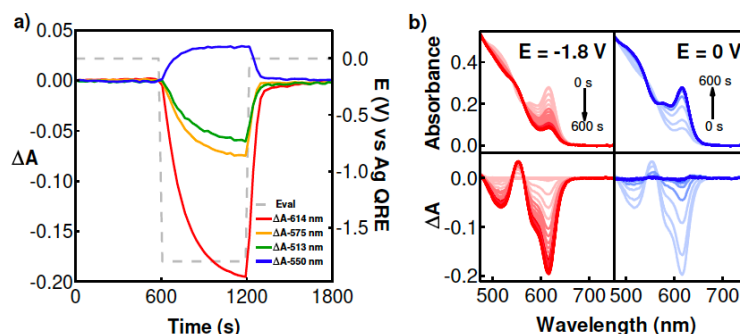 a)
0.05
0.00
-0.05
-0.10
-0.15
-0.20
ΔA
0
600
1200
1800
Time (s)
0.0
-0.5
-1.0
-1.5
E (V) vs Ag QRE
Eval
ΔA-614 nm
ΔA-575 nm
ΔA-513 nm
ΔA-550 nm
b)
E = -1.8 V
0 s
600 s
E = 0 V
600 s
0 s
0.4
0.2
0.0
Absorbance
0.0
-0.1
-0.2
ΔA
500
600
700
500
600
700
Wavelength (nm)